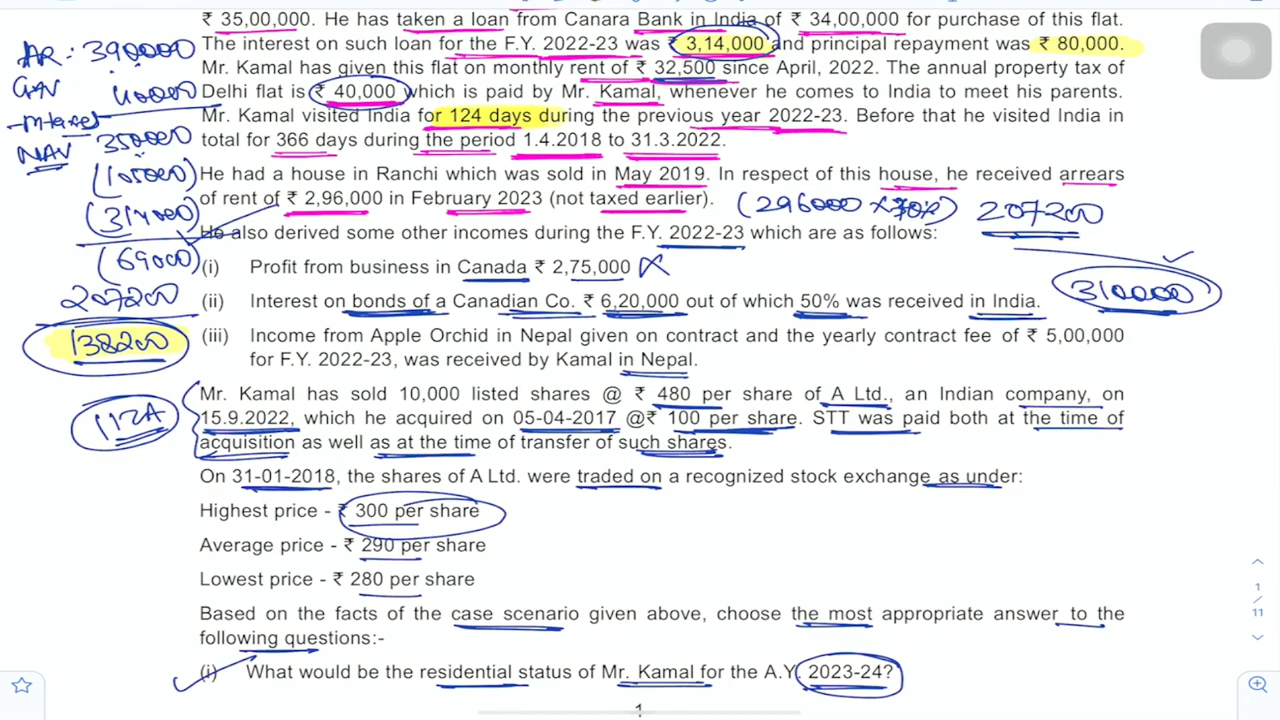 ₹ 35,00,000. He has taken a loan from Canara Bank in India of ₹ 34,00,000 for purchase of this flat.
The interest on such loan for the F.Y. 2022-23 was ₹ 3,14,000 and principal repayment was ₹ 80,000.
Mr. Kamal has given this flat on monthly rent of ₹ 32,500 since April, 2022. The annual property tax of
Delhi flat is ₹ 40,000 which is paid by Mr. Kamal, whenever he comes to India to meet his parents.
Mr. Kamal visited India for 124 days during the previous year 2022-23. Before that he visited India in
total for 366 days during the period 1.4.2018 to 31.3.2022.
AR: 390000
GAV
40000
-M taxes
NAV 350000
(105000)
(314000)
(69000)
207200
138200
He had a house in Ranchi which was sold in May 2019. In respect of this house, he received arrears
of rent of ₹ 2,96,000 in February 2023 (not taxed earlier).
(296000 x 70%) 207200
He also derived some other incomes during the F.Y. 2022-23 which are as follows:
(i) Profit from business in Canada ₹ 2,75,000 X
(ii) Interest on bonds of a Canadian Co. ₹ 6,20,000 out of which 50% was received in India.
310000
(iii) Income from Apple Orchid in Nepal given on contract and the yearly contract fee of ₹ 5,00,000
for F.Y. 2022-23, was received by Kamal in Nepal.
112A
Mr. Kamal has sold 10,000 listed shares @ ₹ 480 per share of A Ltd., an Indian company, on
15.9.2022, which he acquired on 05-04-2017 @₹ 100 per share. STT was paid both at the time of
acquisition as well as at the time of transfer of such shares.
On 31-01-2018, the shares of A Ltd. were traded on a recognized stock exchange as under:
Highest price - ₹ 300 per share
Average price - ₹ 290 per share
Lowest price - ₹ 280 per share
Based on the facts of the case scenario given above, choose the most appropriate answer to the
following questions:-
(i) What would be the residential status of Mr. Kamal for the A.Y. 2023-24?
1
1
/
11